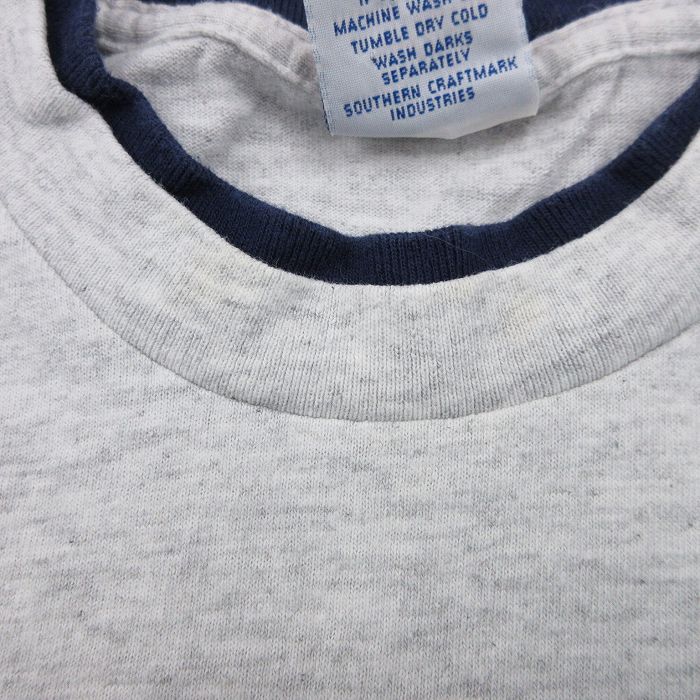 MACHINE WASH
TUMBLE DRY COLD
WASH DARKS
SEPARATELY
SOUTHERN CRAFTMARK
INDUSTRIES